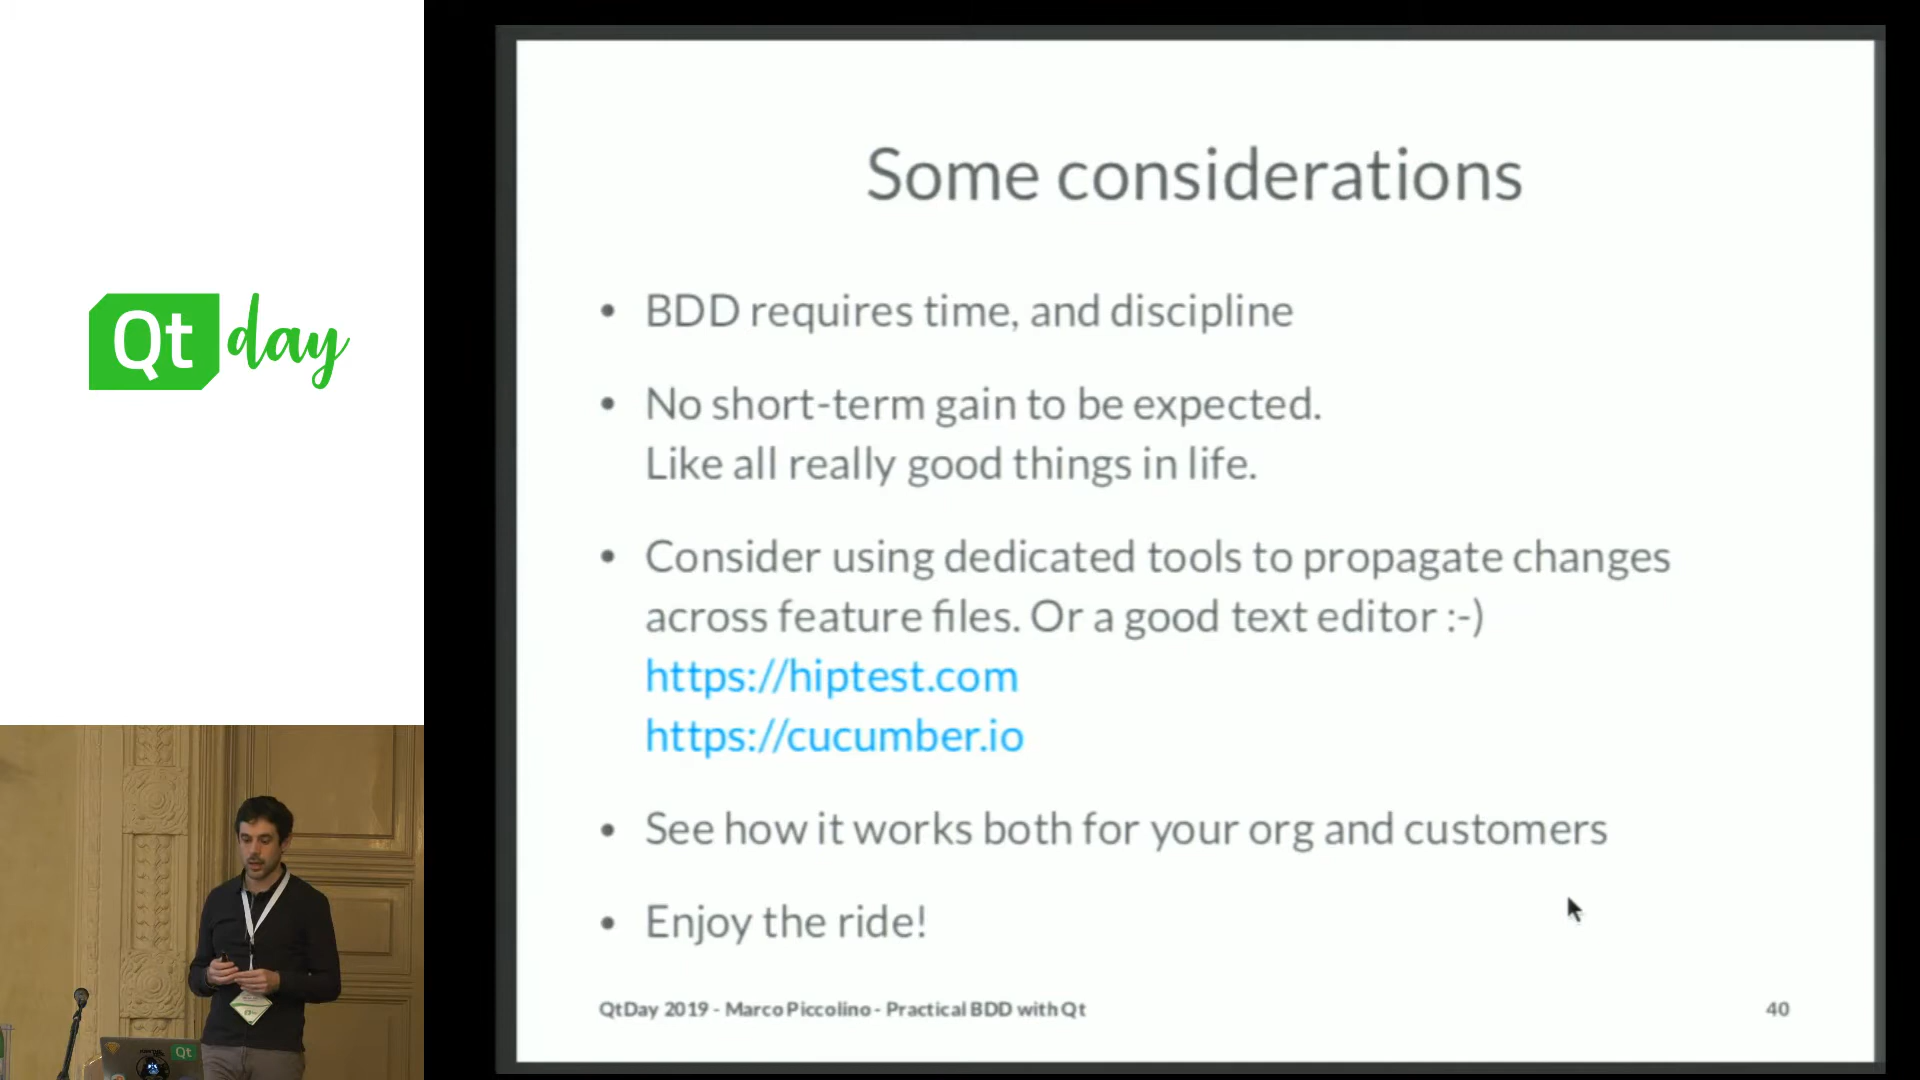 Qt day
Some considerations
• BDD requires time, and discipline
• No short-term gain to be expected.
Like all really good things in life.
• Consider using dedicated tools to propagate changes
across feature files. Or a good text editor :-)
https://hiptest.com
https://cucumber.io
• See how it works both for your org and customers
• Enjoy the ride!
QtDay 2019 - Marco Piccolino - Practical BDD with Qt
40
Qt